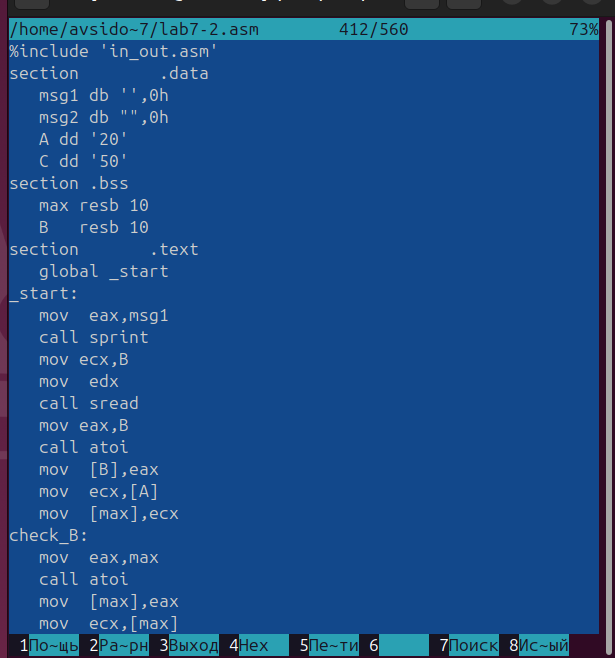 /home/avsido~7/lab7-2.asm 412/560 73%
%include 'in_out.asm'
section .data
msg1 db '',0h
msg2 db "",0h
A dd '20'
C dd '50'
section .bss
max resb 10
B resb 10
section .text
global _start
_start:
mov eax,msg1
call sprint
mov ecx,B
mov edx
call sread
mov eax,B
call atoi
mov [B],eax
mov ecx,[A]
mov [max],ecx
check_B:
mov eax,max
call atoi
mov [max],eax
mov ecx,[max]
1По~щь 2Ра~рн 3Выход 4Hex 5Пе~ти 6 7Поиск 8Ис~ый